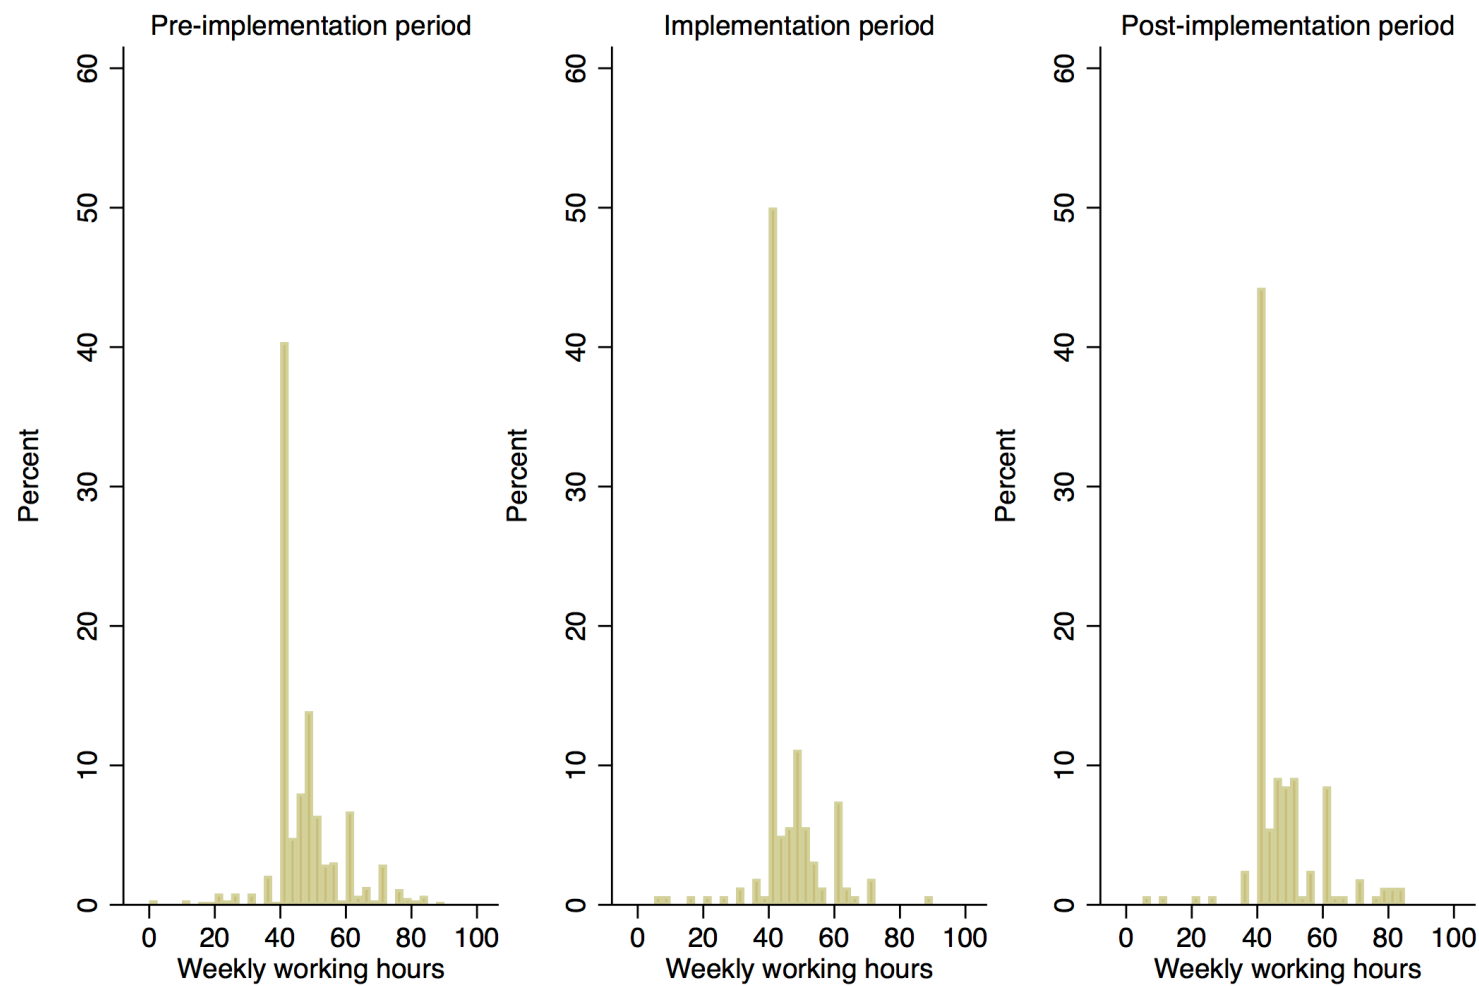 Pre-implementation period
Percent
60
50
40
30
20
10
0
0 20 40 60 80 100
Weekly working hours
Implementation period
Percent
60
50
40
30
20
10
0
0 20 40 60 80 100
Weekly working hours
Post-implementation period
Percent
60
50
40
30
20
10
0
0 20 40 60 80 100
Weekly working hours